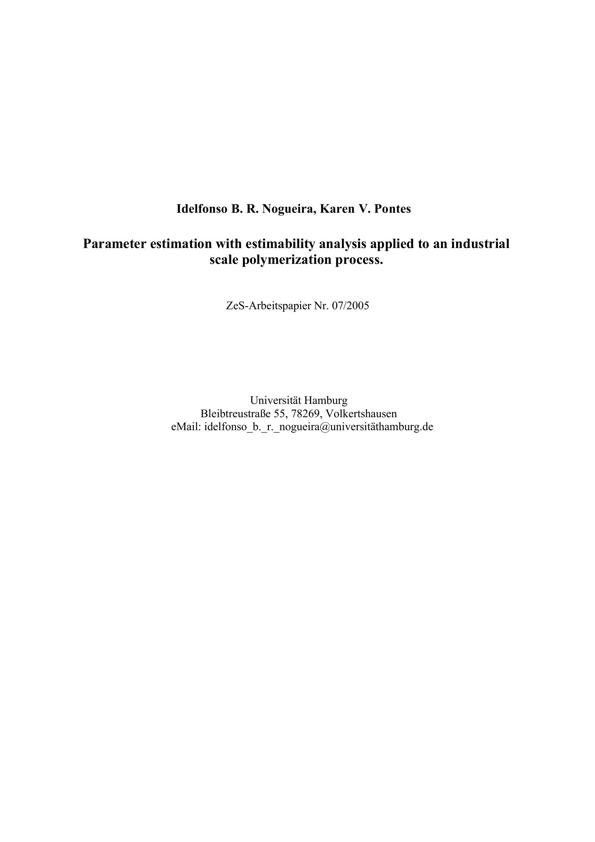 Idelfonso B. R. Nogueira, Karen V. Pontes
Parameter estimation with estimability analysis applied to an industrial
scale polymerization process.
ZeS-Arbeitspapier Nr. 07/2005
Universität Hamburg
Bleibtreustraße 55, 78269, Volkertshausen
eMail: idelfonso_b._r._nogueira@universitäthamburg.de